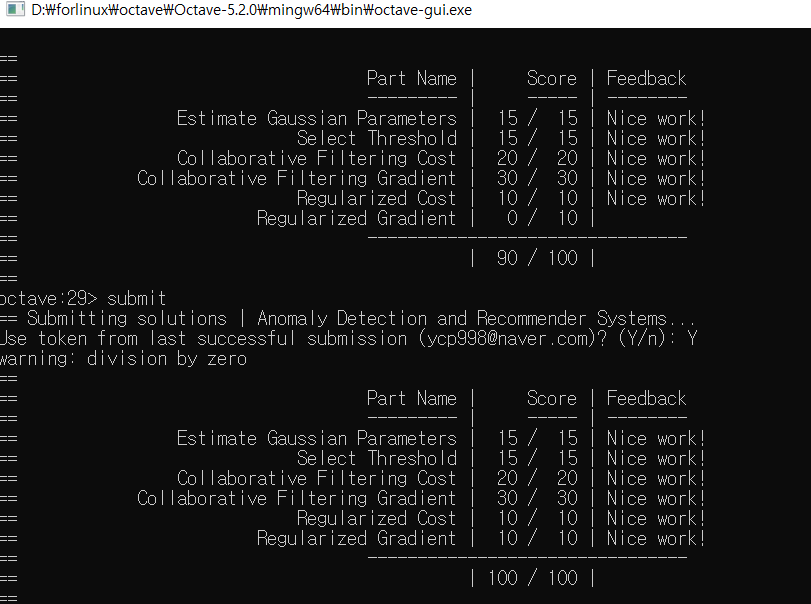 D:₩forlinux₩octave₩Octave-5.2.0₩mingw64₩bin₩octave-gui.exe
==
== Part Name | Score | Feedback
== --------- | ----- | --------
== Estimate Gaussian Parameters | 15 / 15 | Nice work!
== Select Threshold | 15 / 15 | Nice work!
== Collaborative Filtering Cost | 20 / 20 | Nice work!
== Collaborative Filtering Gradient | 30 / 30 | Nice work!
== Regularized Cost | 10 / 10 | Nice work!
== Regularized Gradient | 0 / 10 |
== --------------------------------
== | 90 / 100 |
==
octave:29> submit
== Submitting solutions | Anomaly Detection and Recommender Systems...
Use token from last successful submission (ycp998@naver.com)? (Y/n): Y
warning: division by zero
==
== Part Name | Score | Feedback
== --------- | ----- | --------
== Estimate Gaussian Parameters | 15 / 15 | Nice work!
== Select Threshold | 15 / 15 | Nice work!
== Collaborative Filtering Cost | 20 / 20 | Nice work!
== Collaborative Filtering Gradient | 30 / 30 | Nice work!
== Regularized Cost | 10 / 10 | Nice work!
== Regularized Gradient | 10 / 10 | Nice work!
== --------------------------------
== | 100 / 100 |
==